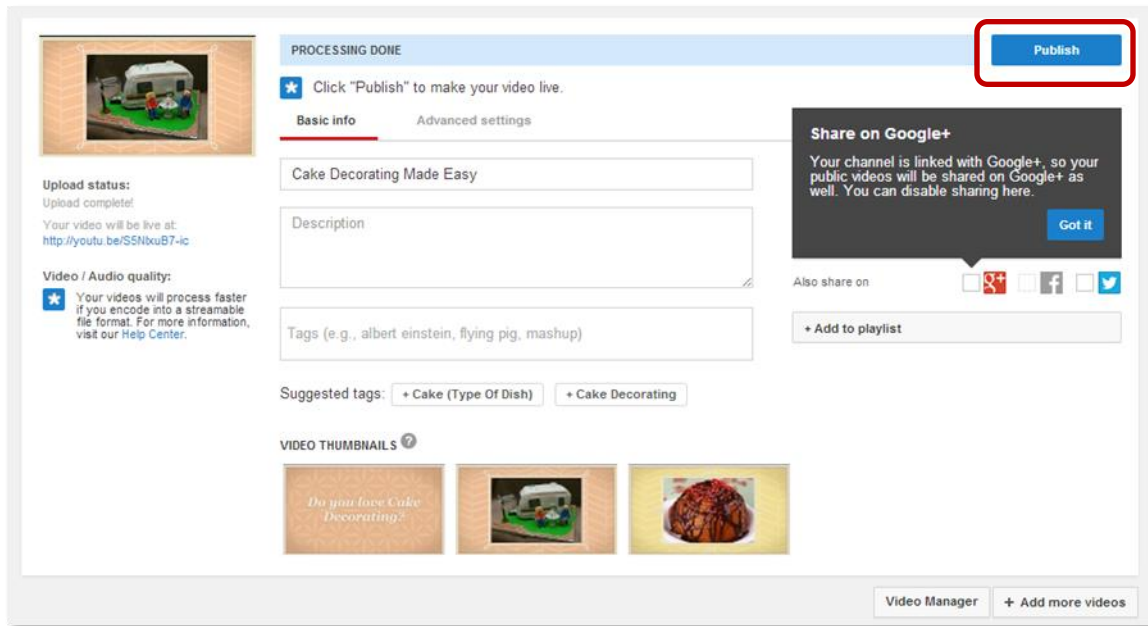 PROCESSING DONE
Publish
Click "Publish" to make your video live.
Basic info
Advanced settings
Cake Decorating Made Easy
Description
Tags (e.g., albert einstein, flying pig, mashup)
Suggested tags:
+ Cake (Type Of Dish)
+ Cake Decorating
VIDEO THUMBNAILS ?
Do you love Cake
Decorating?
Upload status:
Upload complete!
Your video will be live at:
http://youtu.be/S5NlxuB7-ic
Video / Audio quality:
Your videos will process faster
if you encode into a streamable
file format. For more information,
visit our Help Center.
Share on Google+
Your channel is linked with Google+, so your
public videos will be shared on Google+ as
well. You can disable sharing here.
Got it
Also share on
g+
f
+ Add to playlist
Video Manager
+ Add more videos